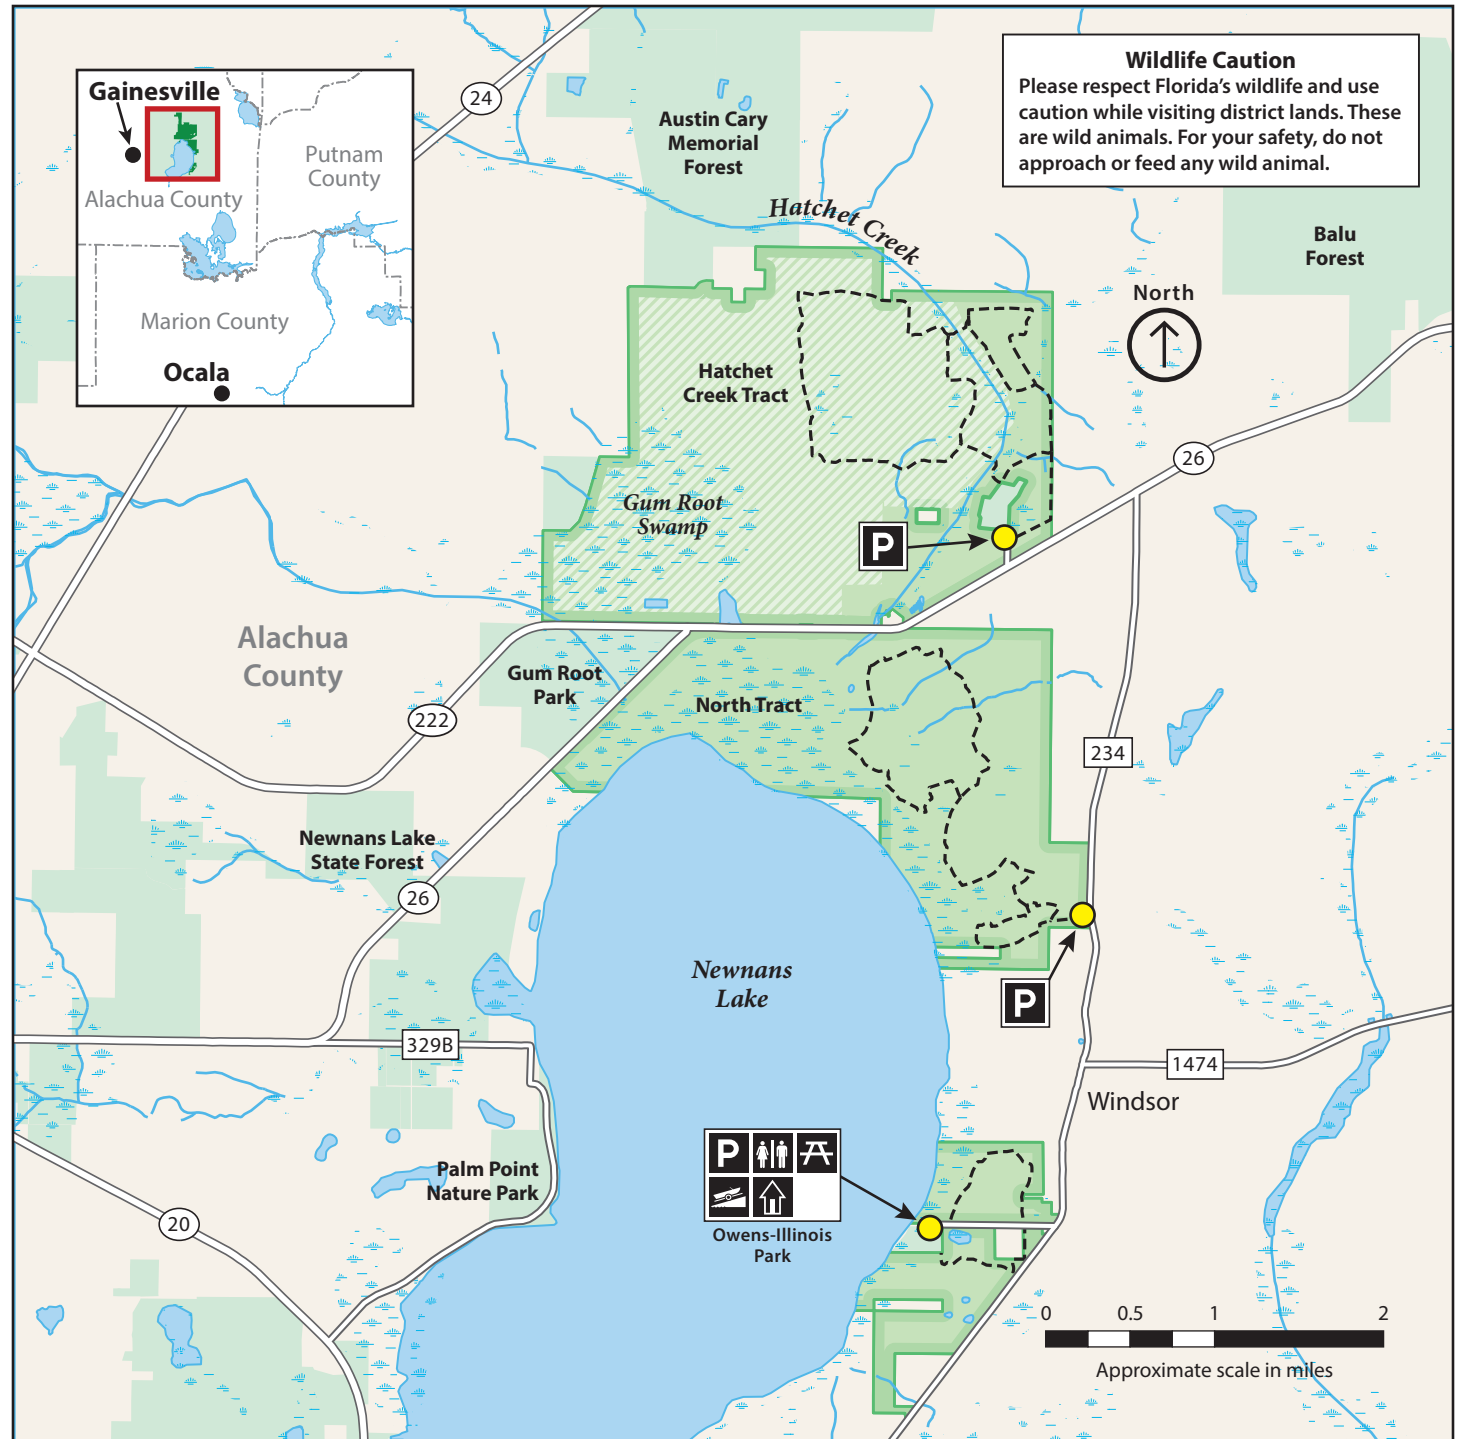 Wildlife Caution
Please respect Florida's wildlife and use
caution while visiting district lands. These
are wild animals. For your safety, do not
approach or feed any wild animal.
Gainesville
Putnam
County
Alachua County
Marion County
Ocala
24
Austin Cary
Memorial
Forest
Hatchet Creek
Balu
Forest
North
Hatchet
Creek Tract
26
Gum Root
Swamp
P
Alachua
County
Gum Root
Park
North Tract
222
234
Newnans Lake
State Forest
26
Newnans
Lake
P
329B
1474
Windsor
P
Palm Point
Nature Park
20
Owens-Illinois
Park
0 0.5 1 2
Approximate scale in miles